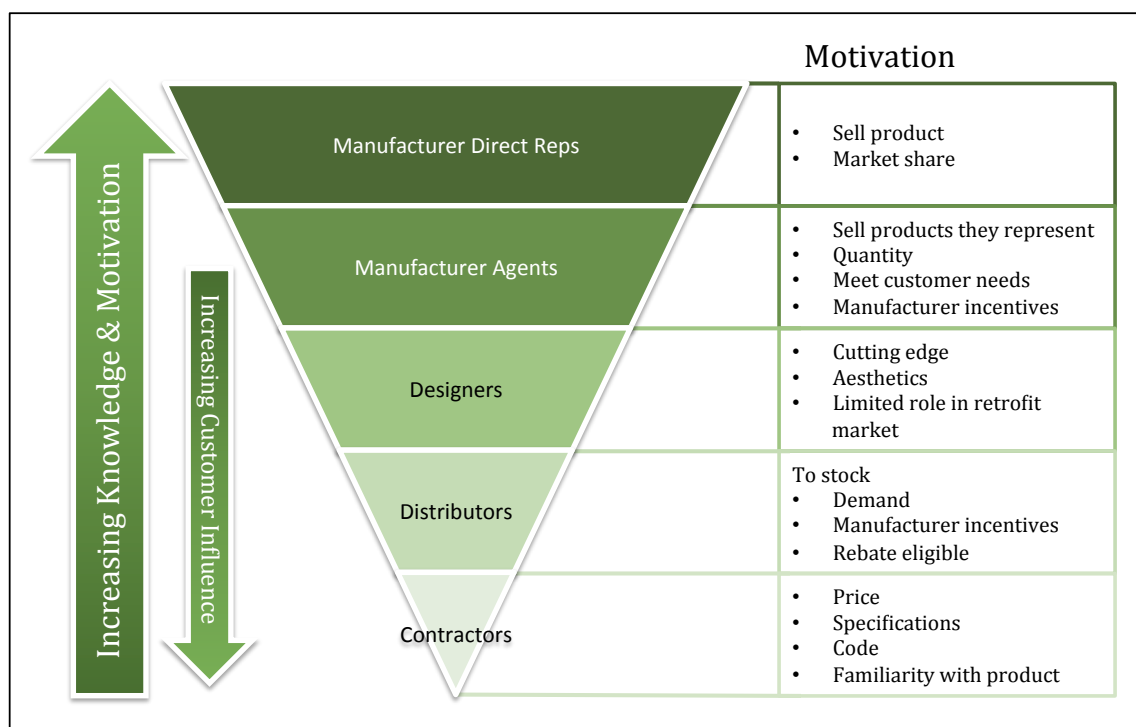 Motivation
Increasing Knowledge & Motivation
Increasing Customer Influence
Manufacturer Direct Reps
• Sell product
• Market share
Manufacturer Agents
• Sell products they represent
• Quantity
• Meet customer needs
• Manufacturer incentives
Designers
• Cutting edge
• Aesthetics
• Limited role in retrofit
market
Distributors
To stock
• Demand
• Manufacturer incentives
• Rebate eligible
Contractors
• Price
• Specifications
• Code
• Familiarity with product